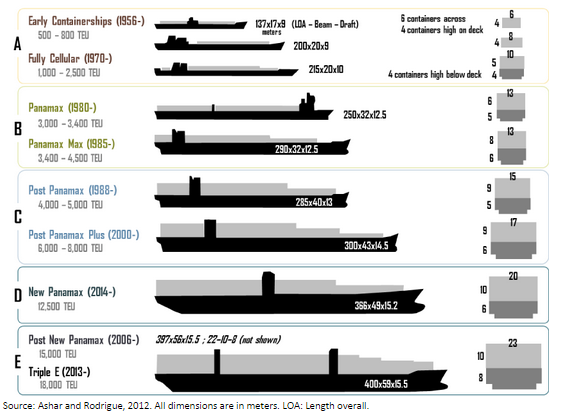 A
Early Containerships (1956-)
500 – 800 TEU
137x17x9 (LOA – Beam – Draft)
meters
200x20x9
6 containers across
4 containers high on deck
6
4
8
4
Fully Cellular (1970-)
1,000 – 2,500 TEU
215x20x10
4 containers high below deck
10
5
4
B
Panamax (1980-)
3,000 – 3,400 TEU
250x32x12.5
13
6
5
Panamax Max (1985-)
3,400 – 4,500 TEU
290x32x12.5
13
8
6
C
Post Panamax (1988-)
4,000 – 5,000 TEU
285x40x13
15
9
5
Post Panamax Plus (2000-)
6,000 – 8,000 TEU
300x43x14.5
17
9
6
D
New Panamax (2014-)
12,500 TEU
366x49x15.2
20
10
6
E
Post New Panamax (2006-)
15,000 TEU
397x56x15.5 ; 22–10–8 (not shown)
Triple E (2013-)
18,000 TEU
400x59x15.5
23
10
8
Source: Ashar and Rodrigue, 2012. All dimensions are in meters. LOA: Length overall.